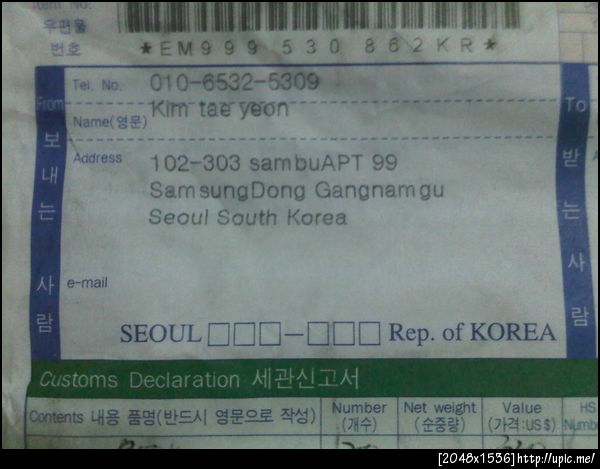 Item No.
우편물
번호
*EM999 530 862KR*
Tel. No. 010-6532-5309
From
Name(영문) Kim tae yeon
To
보내는 사람
Address 102-303 sambuAPT 99
SamsungDong Gangnamgu
Seoul South Korea
받는 사람
e-mail
SEOUL □□□-□□□ Rep. of KOREA
Customs Declaration 세관신고서
Contents 내용 품명(반드시 영문으로 작성) Number (개수) Net weight (순중량) Value (가격:US$) HS Numb
[2048x1536]http://upic.me/